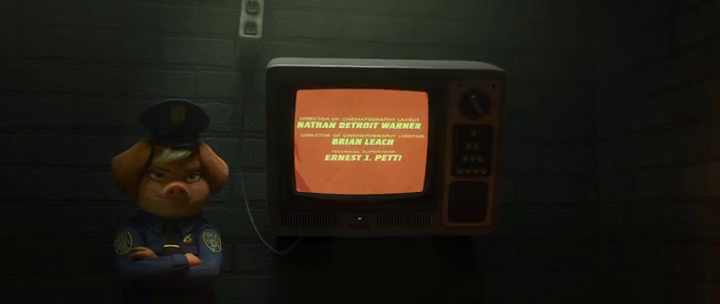 DIRECTOR OF CINEMATOGRAPHY LAYOUT
NATHAN DETROIT WARNER
DIRECTOR OF CINEMATOGRAPHY LIGHTING
BRIAN LEACH
TECHNICAL SUPERVISOR
ERNEST J. PETTI